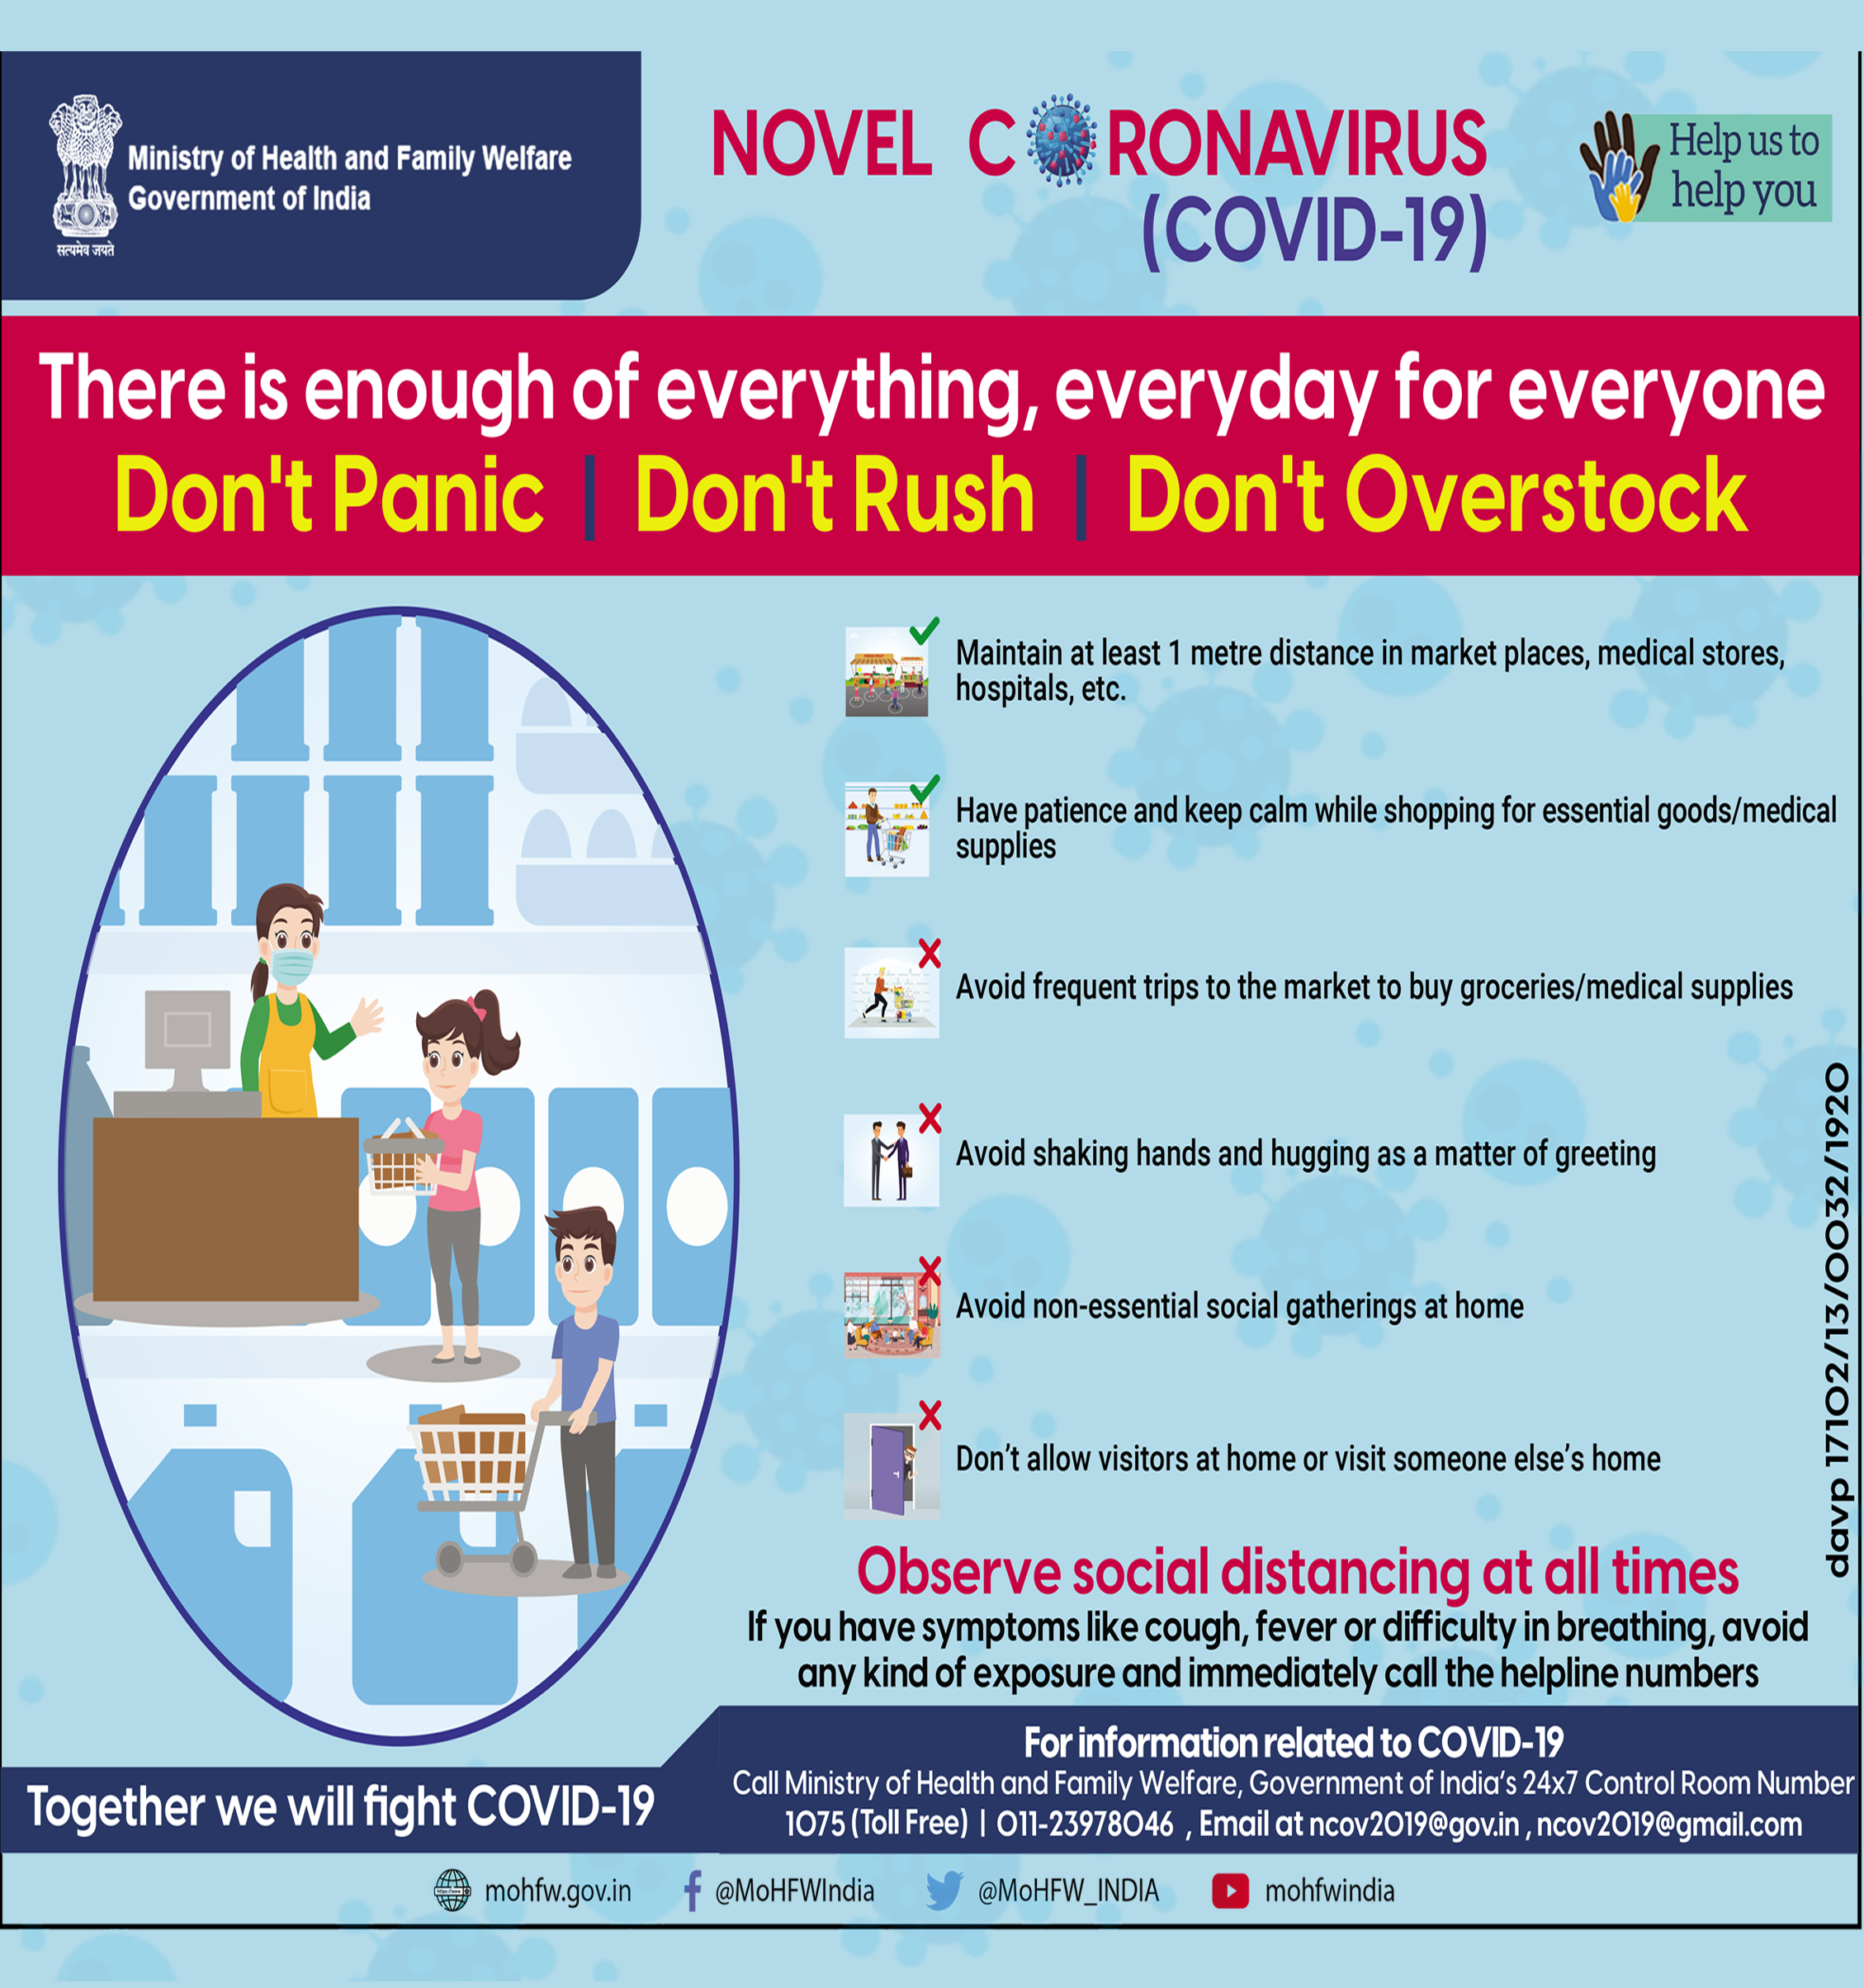 Ministry of Health and Family Welfare
Government of India
सत्यमेव जयते
NOVEL CORONAVIRUS
(COVID-19)
Help us to
help you
There is enough of everything, everyday for everyone
Don't Panic | Don't Rush | Don't Overstock
Maintain at least 1 metre distance in market places, medical stores,
hospitals, etc.
Have patience and keep calm while shopping for essential goods/medical
supplies
Avoid frequent trips to the market to buy groceries/medical supplies
Avoid shaking hands and hugging as a matter of greeting
Avoid non-essential social gatherings at home
Don't allow visitors at home or visit someone else's home
davp 17102/13/0032/1920
Observe social distancing at all times
If you have symptoms like cough, fever or difficulty in breathing, avoid
any kind of exposure and immediately call the helpline numbers
Together we will fight COVID-19
For information related to COVID-19
Call Ministry of Health and Family Welfare, Government of India's 24x7 Control Room Number
1075 (Toll Free) | 011-23978046 , Email at ncov2019@gov.in , ncov2019@gmail.com
mohfw.gov.in @MoHFWIndia @MoHFW_INDIA mohfwindia